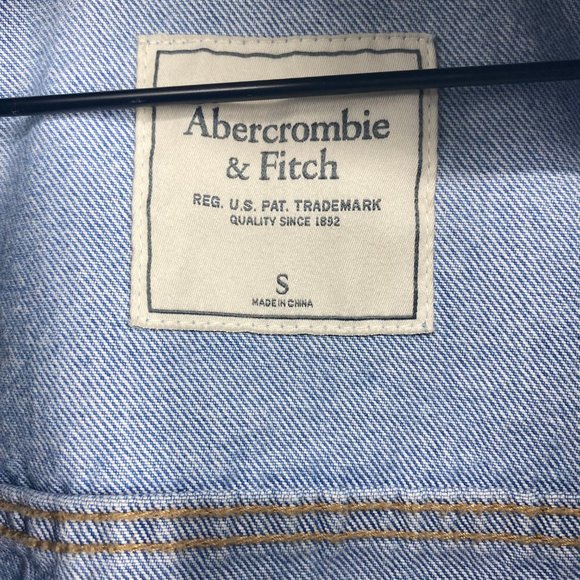 Abercrombie
& Fitch
REG. U.S. PAT. TRADEMARK
QUALITY SINCE 1892
S
MADE IN CHINA